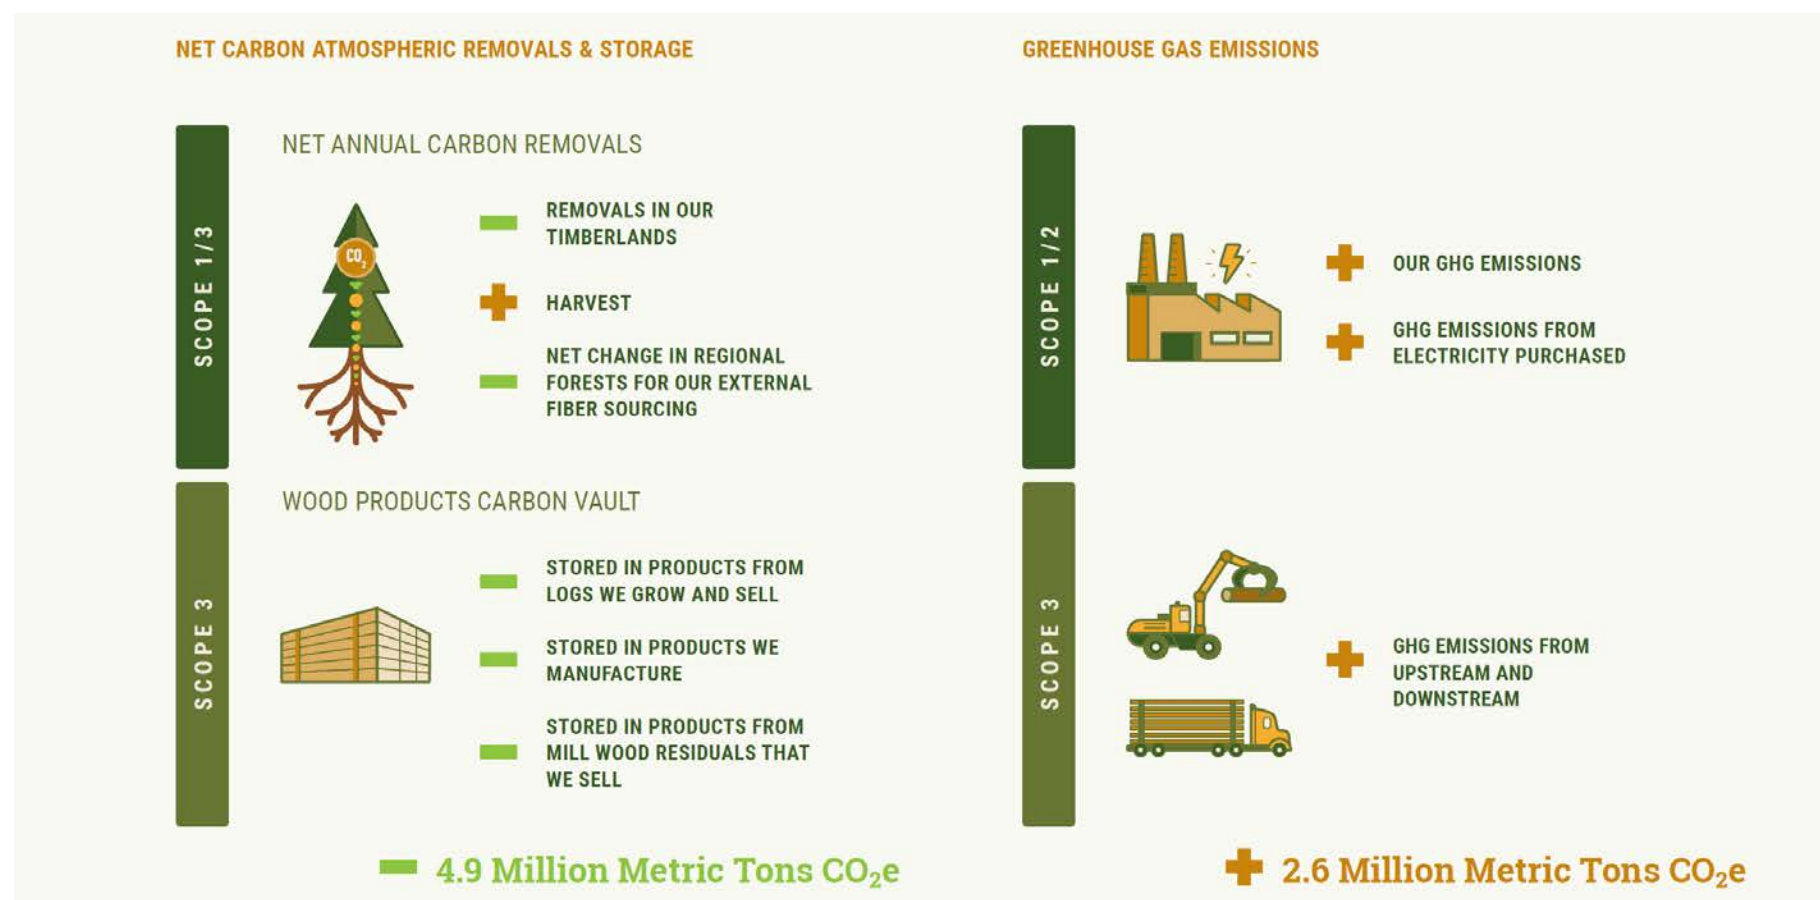 NET CARBON ATMOSPHERIC REMOVALS & STORAGE
SCOPE 1/3
NET ANNUAL CARBON REMOVALS
CO₂
REMOVALS IN OUR
TIMBERLANDS
HARVEST
NET CHANGE IN REGIONAL
FORESTS FOR OUR EXTERNAL
FIBER SOURCING
SCOPE 3
WOOD PRODUCTS CARBON VAULT
STORED IN PRODUCTS FROM
LOGS WE GROW AND SELL
STORED IN PRODUCTS WE
MANUFACTURE
STORED IN PRODUCTS FROM
MILL WOOD RESIDUALS THAT
WE SELL
− 4.9 Million Metric Tons CO₂e
GREENHOUSE GAS EMISSIONS
SCOPE 1/2
OUR GHG EMISSIONS
GHG EMISSIONS FROM
ELECTRICITY PURCHASED
SCOPE 3
GHG EMISSIONS FROM
UPSTREAM AND
DOWNSTREAM
+ 2.6 Million Metric Tons CO₂e